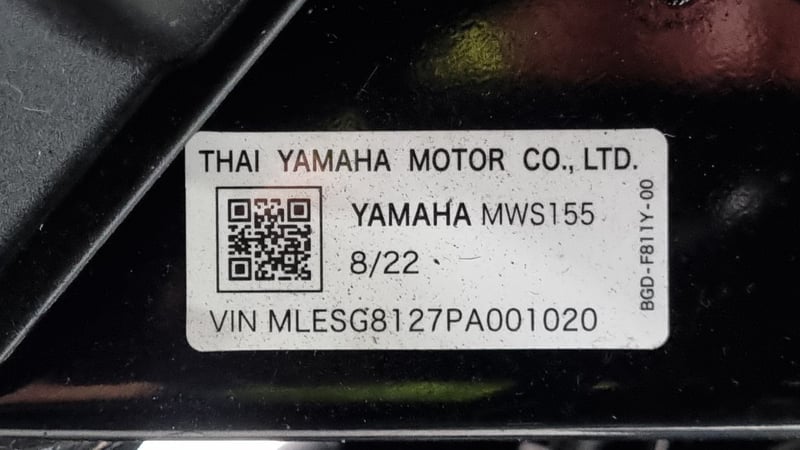 THAI YAMAHA MOTOR CO., LTD.
YAMAHA MWS155
8/22
VIN MLESG8127PA001020
BGD-F811Y-00